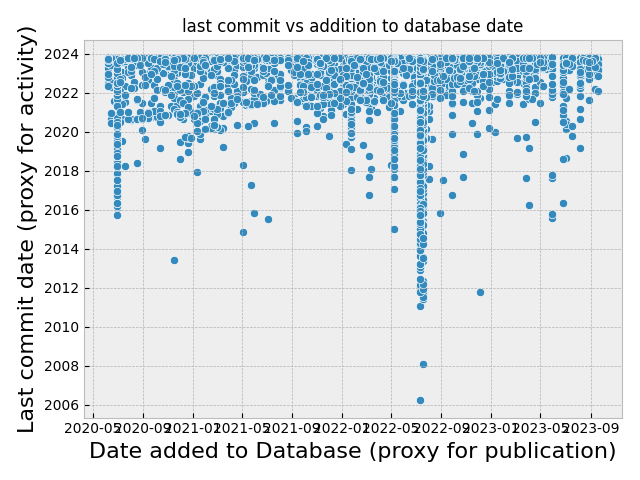 last commit vs addition to database date
Last commit date (proxy for activity)
2024
2022
2020
2018
2016
2014
2012
2010
2008
2006
2020-05 2020-09 2021-01 2021-05 2021-09 2022-01 2022-05 2022-09 2023-01 2023-05 2023-09
Date added to Database (proxy for publication)